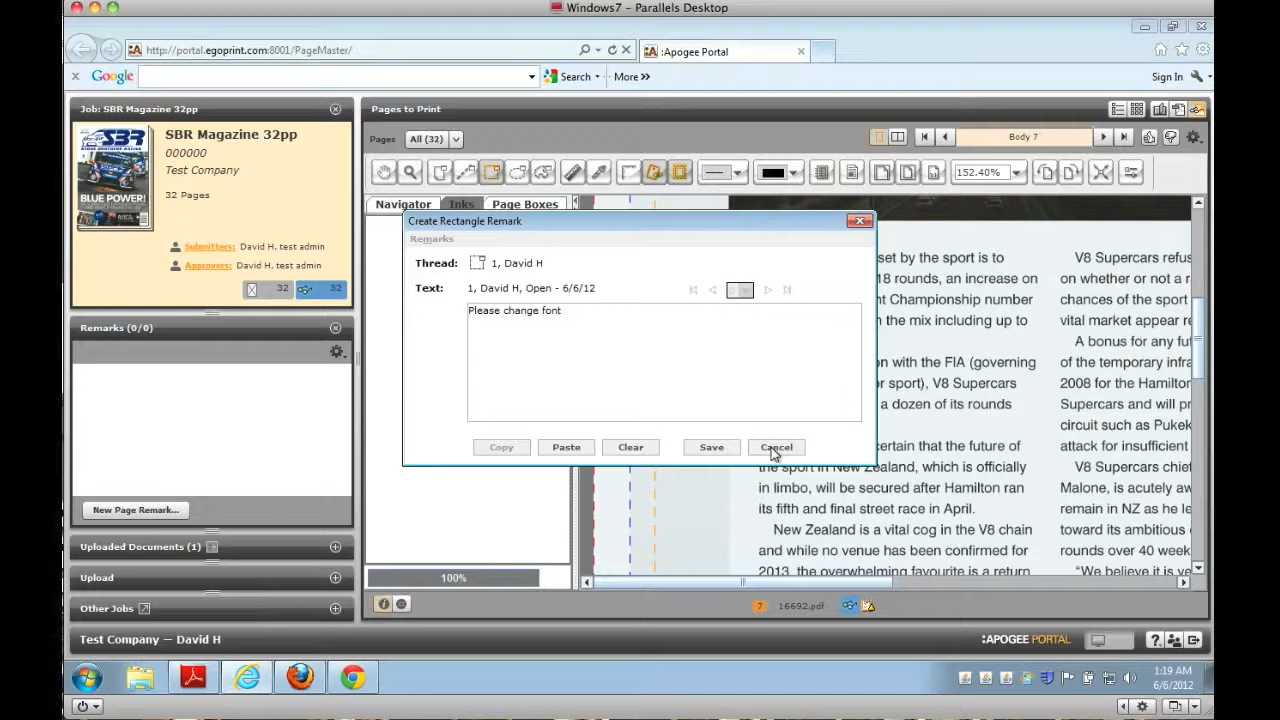 Windows7 - Parallels Desktop
http://portal.egoprint.com:8001/PageMaster/
:Apogee Portal
Google
Search
More »
Sign In
Job: SBR Magazine 32pp
SBR
BLUE POWER!
SBR Magazine 32pp
000000
Test Company
32 Pages
Submitters: David H, test admin
Approvers: David H, test admin
32
32
Remarks (0/0)
New Page Remark...
Uploaded Documents (1)
Upload
Other Jobs
Test Company — David H
Pages to Print
Pages
All (32)
Body 7
152.40%
Navigator
Inks
Page Boxes
Create Rectangle Remark
Remarks
Thread:
1, David H
Text:
1, David H, Open - 6/6/12
Please change font
Copy
Paste
Clear
Save
Cancel
set by the sport is to
18 rounds, an increase on
nt Championship number
n the mix including up to
on with the FIA (governing
or sport), V8 Supercars
a dozen of its rounds
ertain that the future of
the sport in New Zealand, which is officially
in limbo, will be secured after Hamilton ran
its fifth and final street race in April.
New Zealand is a vital cog in the V8 chain
and while no venue has been confirmed for
2013, the overwhelming favourite is a return
V8 Supercars refus
on whether or not a r
chances of the sport
vital market appear re
A bonus for any fu
of the temporary infra
2008 for the Hamilton
Supercars and will pr
circuit such as Pukek
attack for insufficient
V8 Supercars chief
Malone, is acutely aw
remain in NZ as he le
toward its ambitious
rounds over 40 week
"We believe it is ve
100%
7
16692.pdf
:APOGEE PORTAL
1:19 AM
6/6/2012